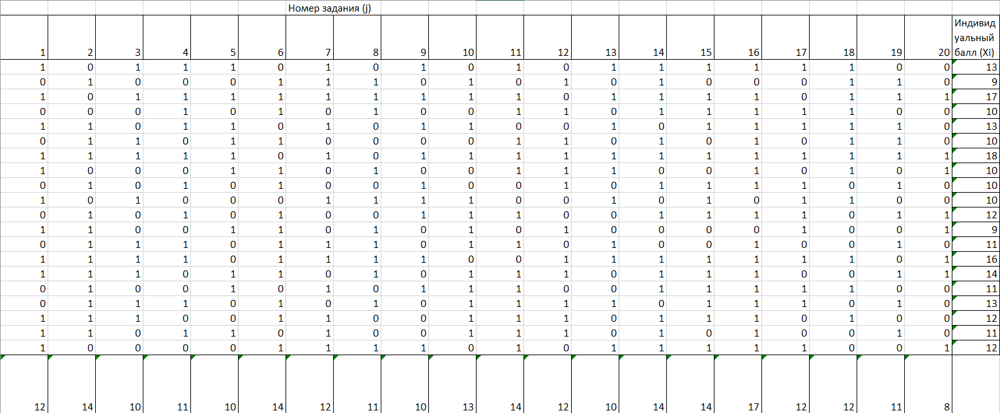 Номер задания (j)
Индивид
уальный
1 2 3 4 5 6 7 8 9 10 11 12 13 14 15 16 17 18 19 20 балл (Xi)
1 0 1 1 1 0 1 0 1 0 1 0 1 1 1 1 1 1 0 0 13
0 1 0 0 0 1 1 1 0 1 0 1 0 1 0 0 0 1 1 0 9
1 0 1 1 1 1 1 1 1 1 1 0 1 1 1 1 0 1 1 1 17
0 0 0 1 0 1 0 1 0 0 1 1 0 1 1 1 1 1 0 0 10
1 1 0 1 1 0 1 0 1 1 0 0 1 0 1 1 1 1 1 0 13
0 1 1 0 1 1 0 0 0 0 1 1 0 1 0 1 0 1 1 0 10
1 1 1 1 1 0 1 0 1 1 1 1 1 1 1 1 1 1 1 1 18
1 0 0 0 1 1 0 1 0 0 1 1 1 0 0 1 0 1 0 1 10
0 1 0 1 0 1 0 0 1 0 0 1 0 1 1 1 1 0 1 0 10
1 0 1 0 0 0 1 1 1 1 0 0 1 0 1 0 1 1 0 0 10
0 1 0 1 0 1 0 0 1 1 1 0 0 1 1 1 1 0 1 1 12
1 1 0 0 1 1 0 1 0 1 0 1 0 0 0 0 1 0 0 1 9
0 1 1 1 0 1 1 1 0 1 1 0 1 0 0 1 0 0 1 0 11
1 1 1 1 0 1 1 1 1 0 0 1 1 1 1 1 1 1 0 1 16
1 1 1 0 1 1 0 1 0 1 1 1 0 1 1 1 0 0 1 1 14
0 1 0 0 1 0 1 0 1 1 1 0 0 1 1 1 1 1 0 0 11
0 1 1 1 0 1 0 1 0 1 1 1 1 0 1 1 1 0 1 0 13
1 1 1 0 0 1 1 0 0 1 1 1 0 1 1 1 0 1 0 0 12
1 1 0 1 1 0 1 0 0 1 1 1 0 1 0 1 0 0 1 0 11
1 0 0 0 0 1 1 1 1 0 1 0 1 1 1 1 1 0 0 1 12
12 14 10 11 10 14 12 11 10 13 14 12 10 14 14 17 12 12 11 8